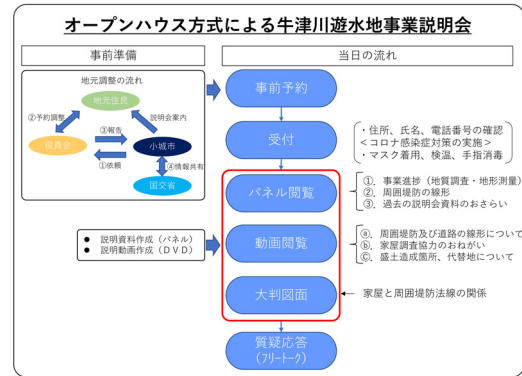 オープンハウス方式による牛津川遊水地事業説明会
事前準備
当日の流れ
地元調整の流れ
地元住民
②予約調整
説明会案内
③報告
役員会
小城市
①依頼
④情報共有
国交省
● 説明資料作成（パネル）
● 説明動画作成（ＤＶＤ）
事前予約
受付
・住所、氏名、電話番号の確認
＜コロナ感染症対策の実施＞
・マスク着用、検温、手指消毒
パネル閲覧
①．事業進捗（地質調査・地形測量）
②．周囲堤防の線形
③．過去の説明会資料のおさらい
動画閲覧
ⓐ．周囲堤防及び道路の線形について
ⓑ．家屋調査協力のおねがい
Ⓒ．盛土造成箇所、代替地について
大判図面
家屋と周囲堤防法線の関係
質疑応答
（フリートーク）